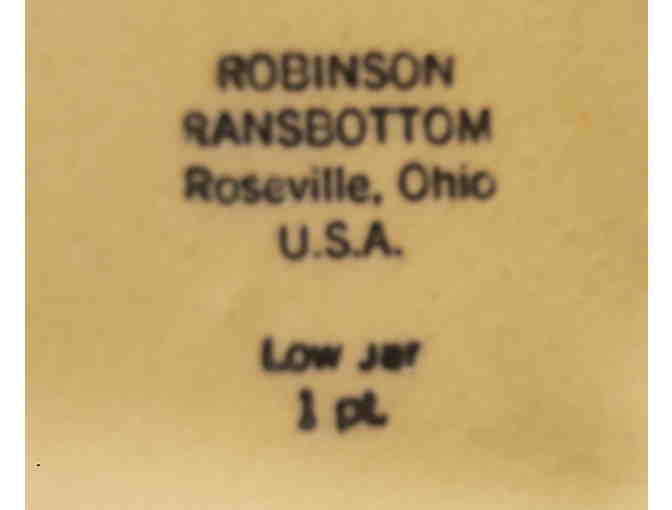 ROBINSON
RANSBOTTOM
Roseville, Ohio
U.S.A.
Low Jar
1 pt.